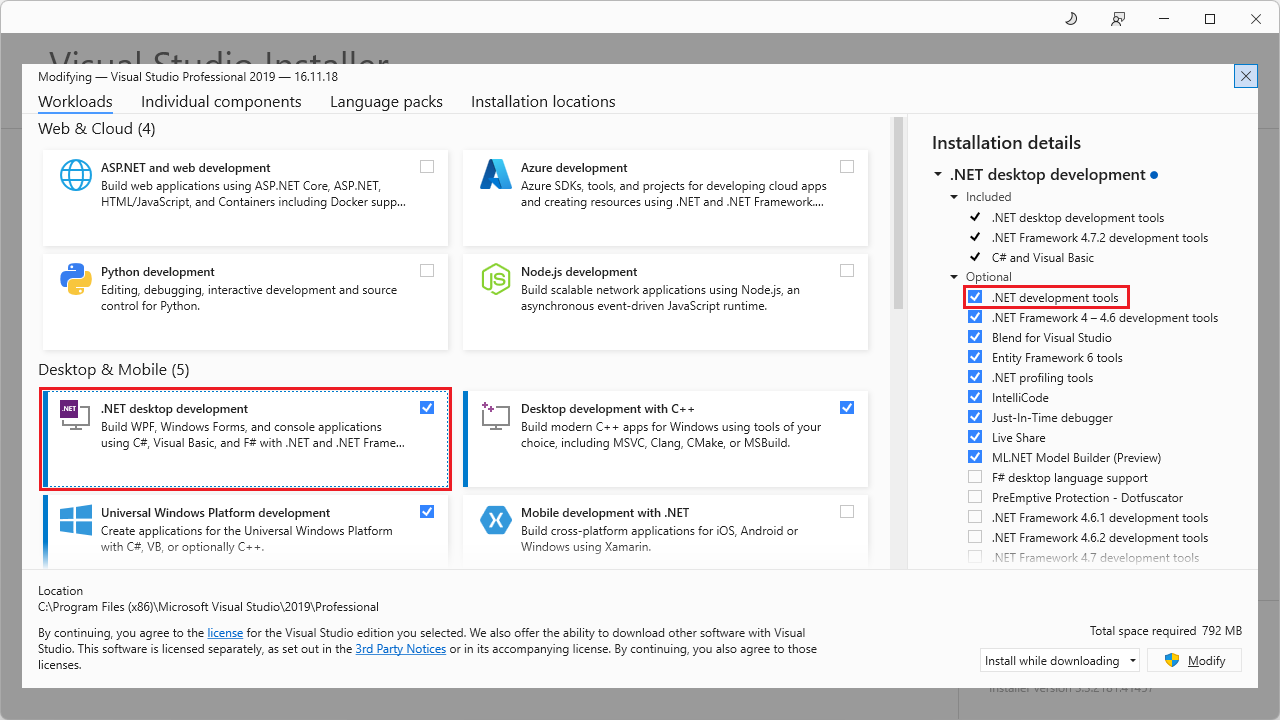 Visual Studio Installer
Modifying — Visual Studio Professional 2019 — 16.11.18
Workloads
Individual components
Language packs
Installation locations
Web & Cloud (4)
ASP.NET and web development
Build web applications using ASP.NET Core, ASP.NET,
HTML/JavaScript, and Containers including Docker supp...
Azure development
Azure SDKs, tools, and projects for developing cloud apps
and creating resources using .NET and .NET Framework....
Python development
Editing, debugging, interactive development and source
control for Python.
JS
Node.js development
Build scalable network applications using Node.js, an
asynchronous event-driven JavaScript runtime.
Desktop & Mobile (5)
.NET
.NET desktop development
Build WPF, Windows Forms, and console applications
using C#, Visual Basic, and F# with .NET and .NET Frame...
Desktop development with C++
Build modern C++ apps for Windows using tools of your
choice, including MSVC, Clang, CMake, or MSBuild.
Universal Windows Platform development
Create applications for the Universal Windows Platform
with C#, VB, or optionally C++.
Mobile development with .NET
Build cross-platform applications for iOS, Android or
Windows using Xamarin.
Installation details
.NET desktop development
Included
.NET desktop development tools
.NET Framework 4.7.2 development tools
C# and Visual Basic
Optional
.NET development tools
.NET Framework 4 – 4.6 development tools
Blend for Visual Studio
Entity Framework 6 tools
.NET profiling tools
IntelliCode
Just-In-Time debugger
Live Share
ML.NET Model Builder (Preview)
F# desktop language support
PreEmptive Protection - Dotfuscator
.NET Framework 4.6.1 development tools
.NET Framework 4.6.2 development tools
.NET Framework 4.7 development tools
Location
C:\Program Files (x86)\Microsoft Visual Studio\2019\Professional
By continuing, you agree to the license for the Visual Studio edition you selected. We also offer the ability to download other software with Visual
Studio. This software is licensed separately, as set out in the 3rd Party Notices or in its accompanying license. By continuing, you also agree to those
licenses.
Total space required 792 MB
Install while downloading
Modify